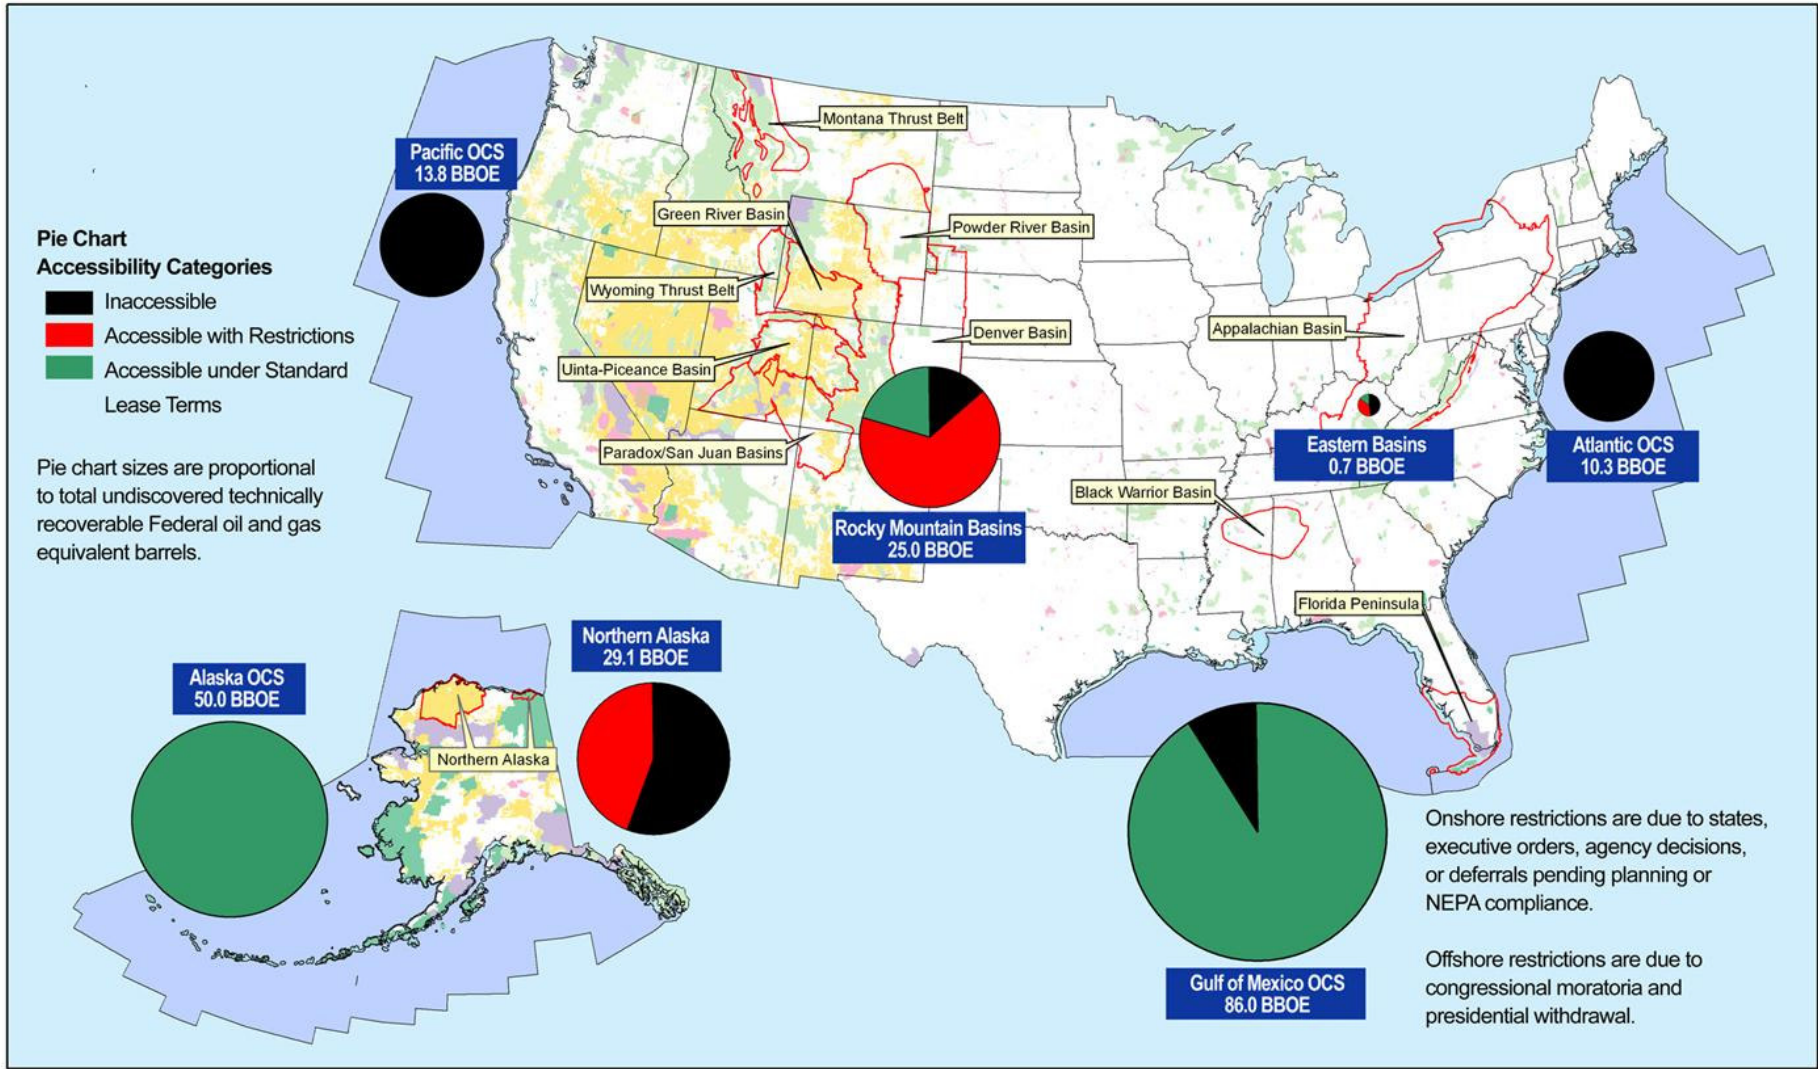 Montana Thrust Belt
Pacific OCS
13.8 BBOE
Green River Basin
Powder River Basin
Pie Chart
Accessibility Categories
Inaccessible
Accessible with Restrictions
Accessible under Standard
Lease Terms
Wyoming Thrust Belt
Denver Basin
Appalachian Basin
Uinta-Piceance Basin
Paradox/San Juan Basins
Eastern Basins
0.7 BBOE
Atlantic OCS
10.3 BBOE
Pie chart sizes are proportional
to total undiscovered technically
recoverable Federal oil and gas
equivalent barrels.
Black Warrior Basin
Rocky Mountain Basins
25.0 BBOE
Florida Peninsula
Northern Alaska
29.1 BBOE
Alaska OCS
50.0 BBOE
Northern Alaska
Onshore restrictions are due to states,
executive orders, agency decisions,
or deferrals pending planning or
NEPA compliance.
Offshore restrictions are due to
congressional moratoria and
presidential withdrawal.
Gulf of Mexico OCS
86.0 BBOE